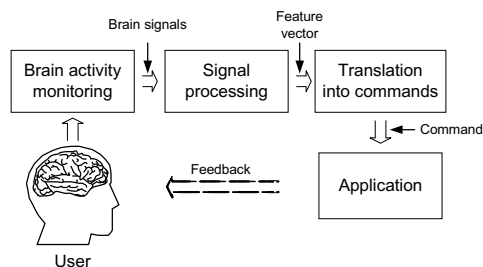 Brain signals
Feature
vector
Brain activity
monitoring
Signal
processing
Translation
into commands
Command
Feedback
Application
User